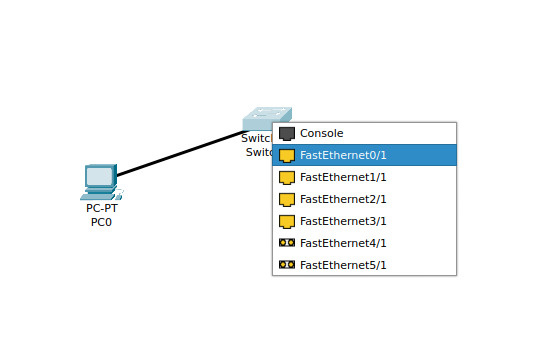 Console
Switc
FastEthernet0/1
Switc
FastEthernet1/1
FastEthernet2/1
PC-PT
FastEthernet3/1
PC0
FastEthernet4/1
FastEthernet5/1